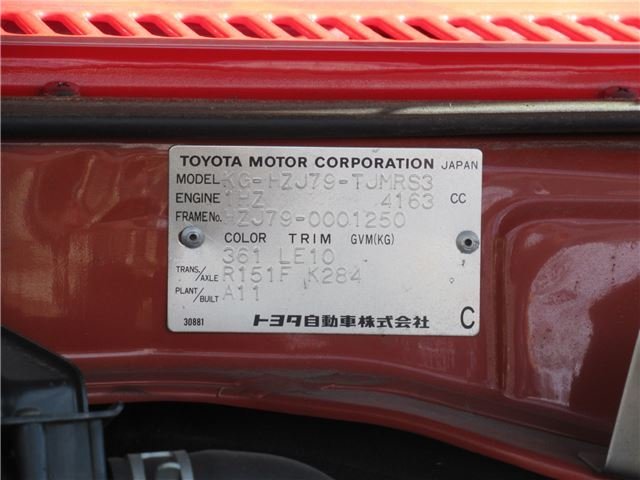 TOYOTA MOTOR CORPORATION JAPAN
MODEL KG-HZJ79-TJMRS3
ENGINE 1HZ 4163 CC
FRAME No. HZJ79-0001250
COLOR TRIM GVM(KG)
361 LE10
TRANS./AXLE R151F K284
PLANT/BUILT A11
30881 トヨタ自動車株式会社 C